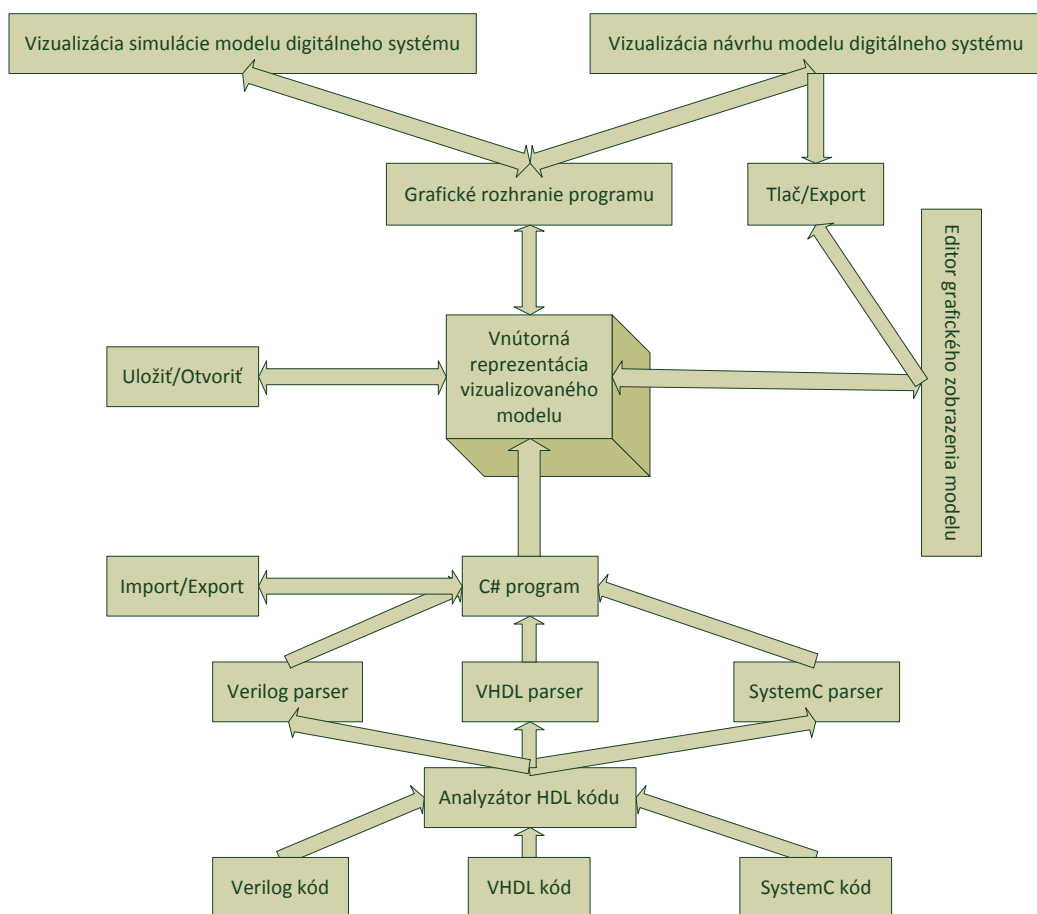 Vizualizácia simulácie modelu digitálneho systému
Vizualizácia návrhu modelu digitálneho systému
Grafické rozhranie programu
Tlač/Export
Editor grafického zobrazenia modelu
Vnútorná
reprezentácia
vizualizovaného
modelu
Uložiť/Otvoriť
Import/Export
C# program
Verilog parser
VHDL parser
SystemC parser
Analyzátor HDL kódu
Verilog kód
VHDL kód
SystemC kód